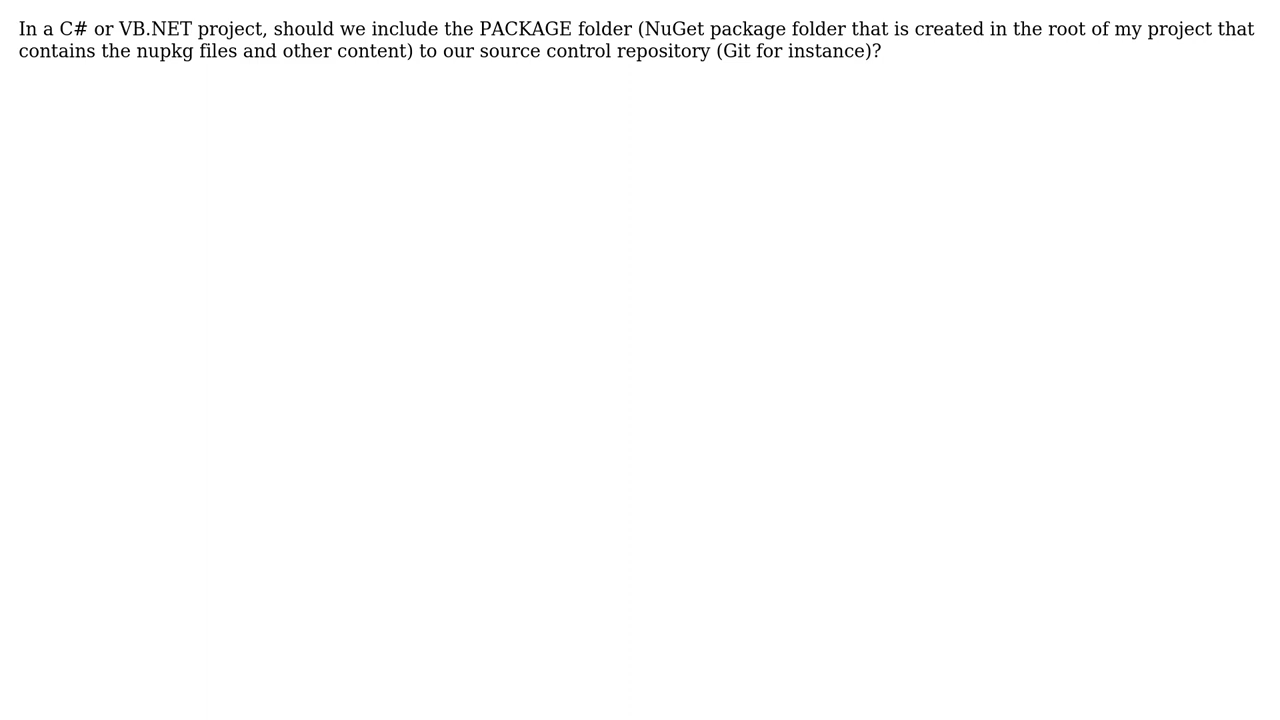 In a C# or VB.NET project, should we include the PACKAGE folder (NuGet package folder that is created in the root of my project that
contains the nupkg files and other content) to our source control repository (Git for instance)?